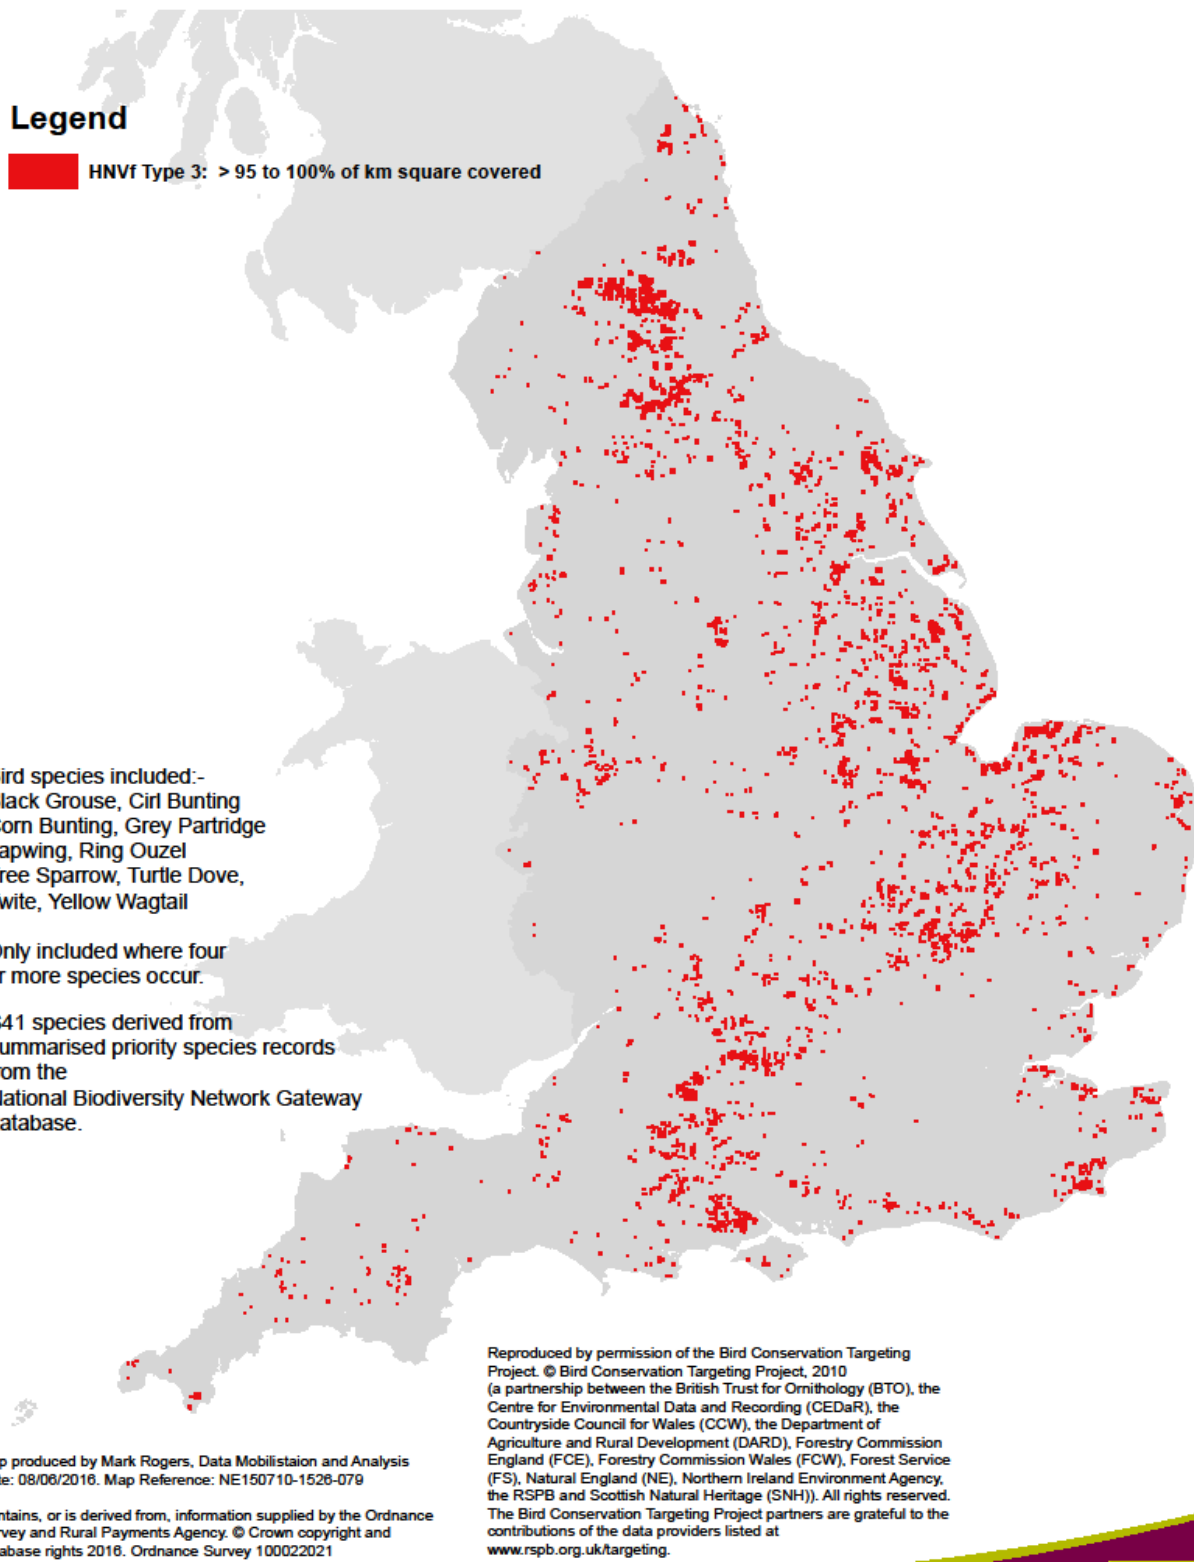 Legend
HNVf Type 3: > 95 to 100% of km square covered
ird species included:-
lack Grouse, Cirl Bunting
orn Bunting, Grey Partridge
apwing, Ring Ouzel
ree Sparrow, Turtle Dove,
wite, Yellow Wagtail
Only included where four
r more species occur.
41 species derived from
ummarised priority species records
rom the
National Biodiversity Network Gateway
atabase.
Reproduced by permission of the Bird Conservation Targeting
Project. © Bird Conservation Targeting Project, 2010
(a partnership between the British Trust for Ornithology (BTO), the
Centre for Environmental Data and Recording (CEDaR), the
Countryside Council for Wales (CCW), the Department of
Agriculture and Rural Development (DARD), Forestry Commission
England (FCE), Forestry Commission Wales (FCW), Forest Service
(FS), Natural England (NE), Northern Ireland Environment Agency,
the RSPB and Scottish Natural Heritage (SNH)). All rights reserved.
The Bird Conservation Targeting Project partners are grateful to the
contributions of the data providers listed at
www.rspb.org.uk/targeting.
p produced by Mark Rogers, Data Mobilistaion and Analysis
te: 08/06/2016. Map Reference: NE150710-1526-079
ntains, or is derived from, information supplied by the Ordnance
rvey and Rural Payments Agency. © Crown copyright and
abase rights 2016. Ordnance Survey 100022021